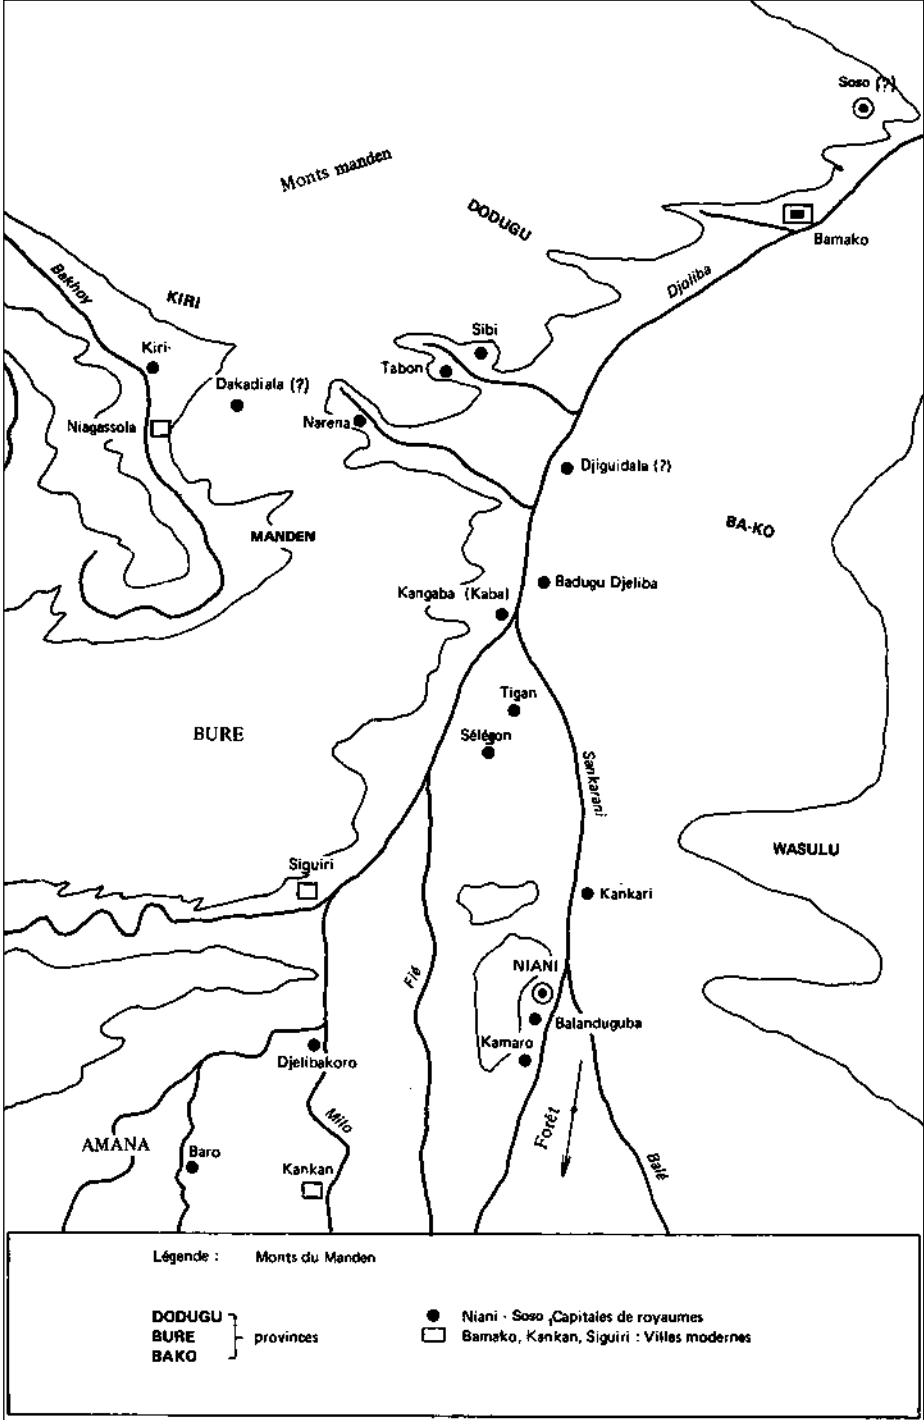 Soso (?)
Monts manden
DODUGU
Bamako
Djoliba
Bakhoy
KIRI
Sibi
Kiri
Tabon
Dakadiala (?)
Narena
Niagassola
Djiguidala (?)
BA-KO
MANDEN
Badugu Djeliba
Kangaba (Kaba)
Tigan
BURE
Sélégon
Sankarani
WASULU
Siguiri
Kankari
NIANI
Fié
Balanduguba
Kamaro
Djelibakoro
Forêt
Milo
AMANA
Baro
Balé
Kankan
Légende : Monts du Manden
DODUGU
BURE
BAKO
provinces
Niani - Soso, Capitales de royaumes
Bamako, Kankan, Siguiri : Villes modernes